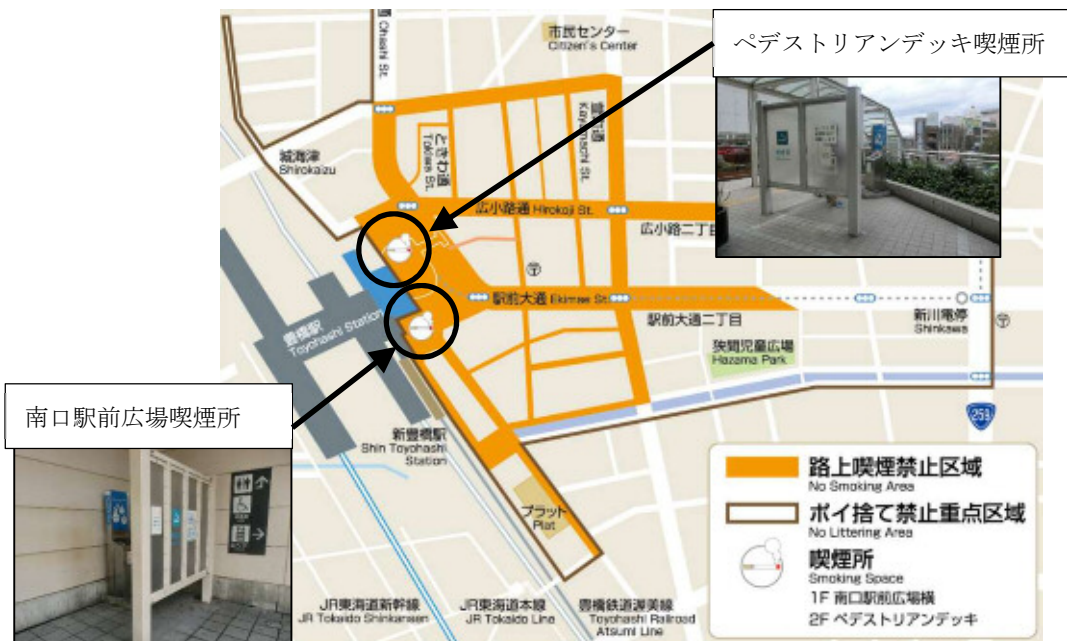 ペデストリアンデッキ喫煙所
南口駅前広場喫煙所
Ohashi St.
市民センター
Citizen's Center
ときわ通
Tokiwa St.
Kayamachi St.
城海津
Shirokaizu
広小路通 Hirokoji St.
広小路二丁目
駅前大通 Ekimae St.
駅前大通二丁目
新川電停
Shinkawa
狭間児童広場
Hazama Park
豊橋駅
Toyohashi Station
新豊橋駅
Shin Toyohashi
Station
プラット
Plat
259
JR東海道新幹線
JR Tokaido Shinkansen
JR東海道本線
JR Tokaido Line
豊橋鉄道渥美線
Toyohashi Railroad
Atsumi Line
路上喫煙禁止区域
No Smoking Area
ポイ捨て禁止重点区域
No Littering Area
喫煙所
Smoking Space
1F 南口駅前広場横
2F ペデストリアンデッキ